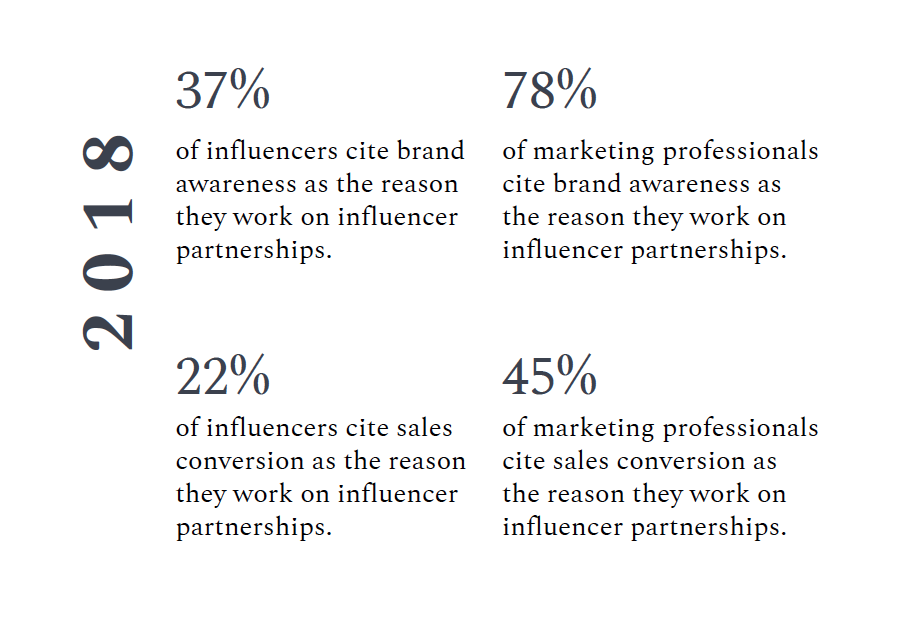 2018
37%
of influencers cite brand
awareness as the reason
they work on influencer
partnerships.
78%
of marketing professionals
cite brand awareness as
the reason they work on
influencer partnerships.
22%
of influencers cite sales
conversion as the reason
they work on influencer
partnerships.
45%
of marketing professionals
cite sales conversion as
the reason they work on
influencer partnerships.